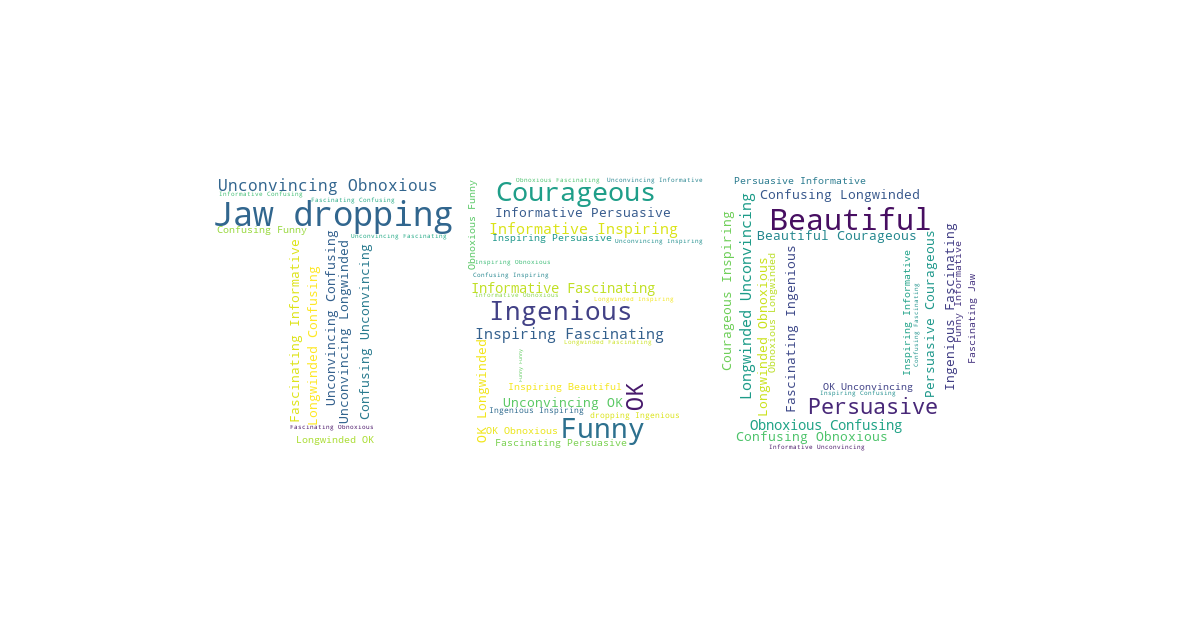 Unconvincing Obnoxious
Informative Confusing
Fascinating Confusing
Jaw dropping
Confusing Funny
Unconvincing Fascinating
Fascinating Informative
Longwinded Confusing
Unconvincing Confusing
Unconvincing Longwinded
Confusing Unconvincing
Fascinating Obnoxious
Longwinded OK
Obnoxious Funny
Obnoxious Fascinating
Unconvincing Informative
Courageous
Informative Persuasive
Informative Inspiring
Inspiring Persuasive
Unconvincing Inspiring
Inspiring Obnoxious
Confusing Inspiring
Informative Fascinating
Informative Obnoxious
Longwinded Inspiring
Ingenious
Inspiring Fascinating
Longwinded Fascinating
OK Longwinded
Funny Funny
Inspiring Beautiful
OK
Unconvincing OK
Ingenious Inspiring
dropping Ingenious
OK Obnoxious
Funny
Fascinating Persuasive
Persuasive Informative
Confusing Longwinded
Beautiful
Beautiful Courageous
Courageous Inspiring
Longwinded Unconvincing
Longwinded Obnoxious
Obnoxious Longwinded
Fascinating Ingenious
Inspiring Informative
Confusing Fascinating
Persuasive Courageous
Ingenious Fascinating
Funny Informative
Fascinating Jaw
OK Unconvincing
Inspiring Confusing
Persuasive
Obnoxious Confusing
Confusing Obnoxious
Informative Unconvincing